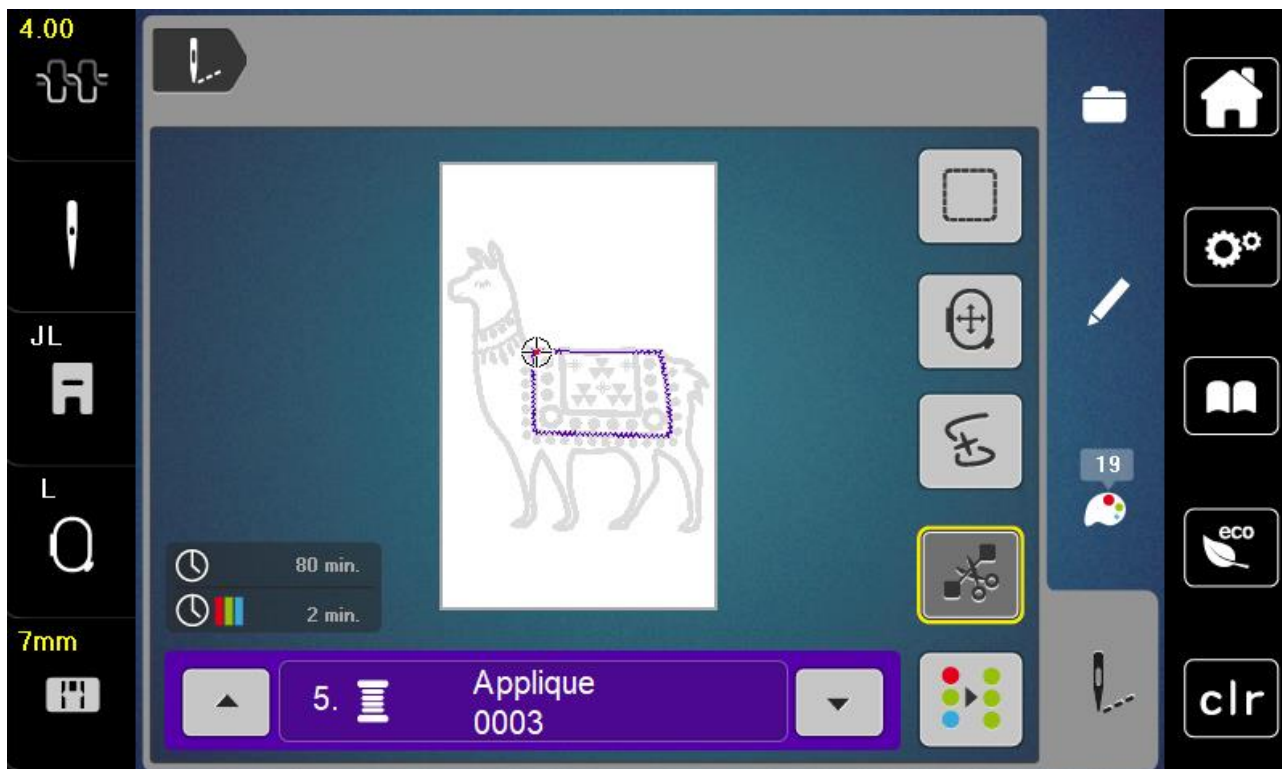 4.00
JL
L
7mm
80 min.
2 min.
5.
Applique
0003
19
eco
clr